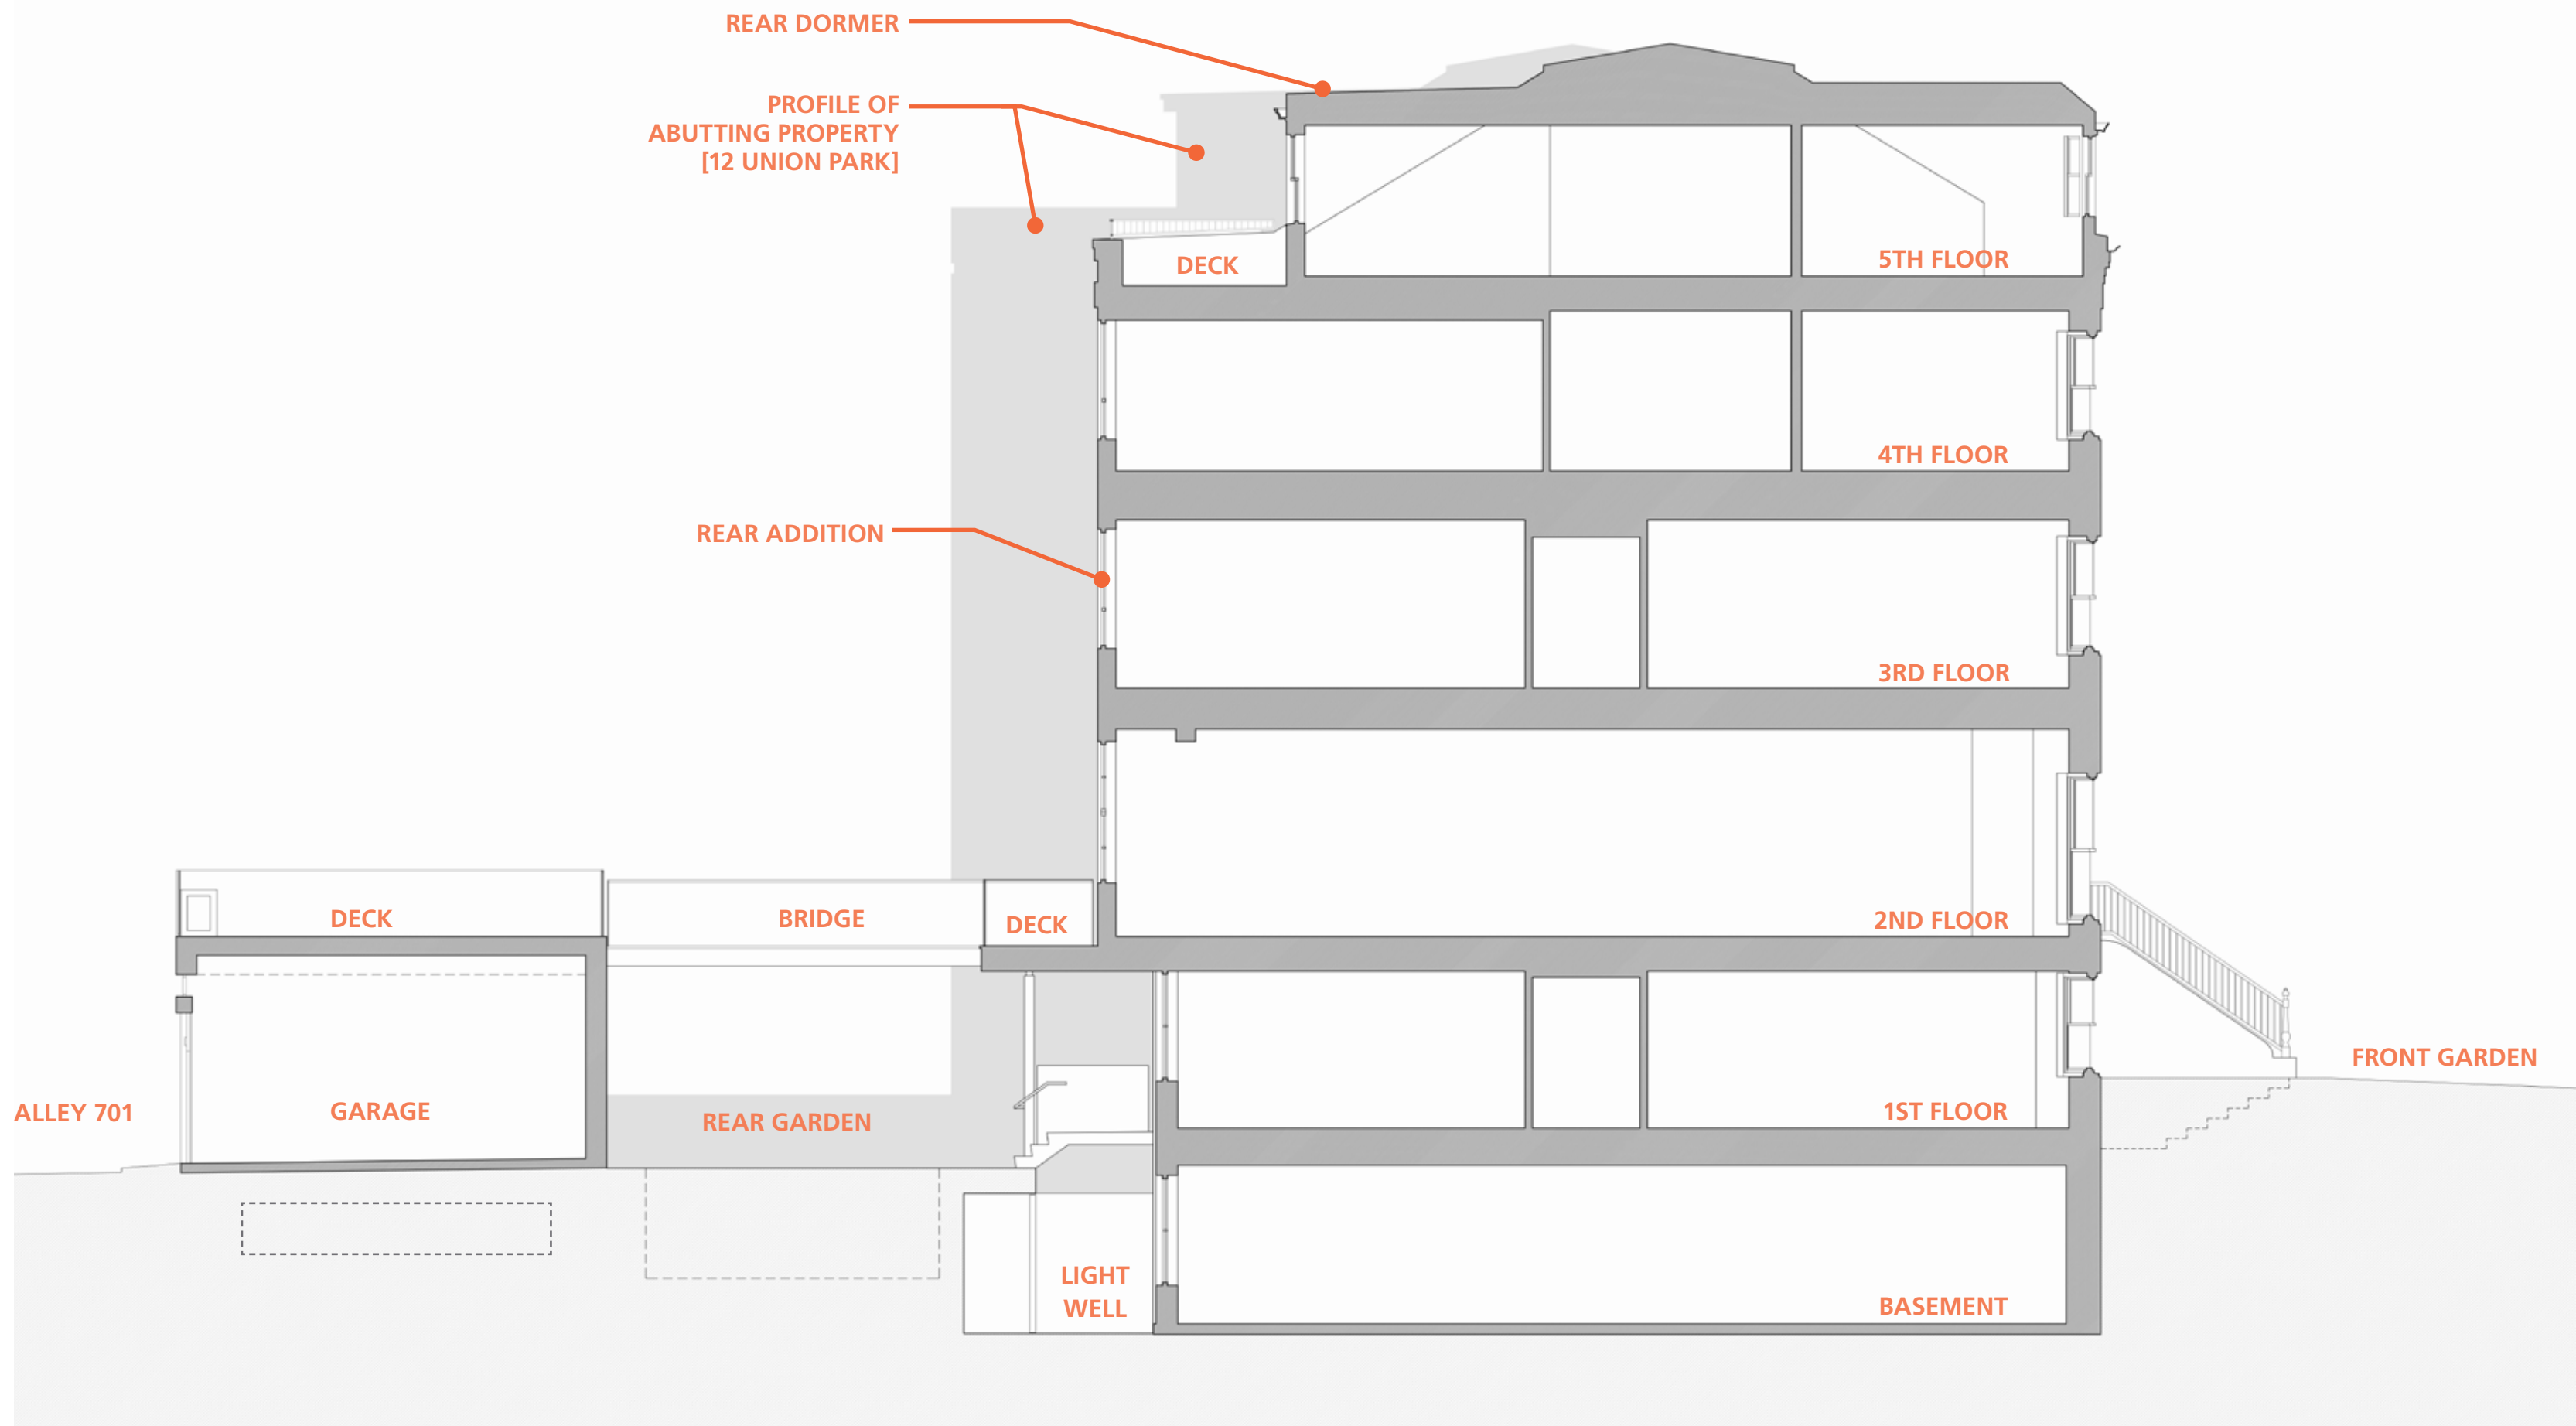 REAR DORMER
PROFILE OF
ABUTTING PROPERTY
[12 UNION PARK]
DECK
5TH FLOOR
4TH FLOOR
REAR ADDITION
3RD FLOOR
DECK
BRIDGE
DECK
2ND FLOOR
FRONT GARDEN
ALLEY 701
GARAGE
REAR GARDEN
1ST FLOOR
LIGHT
WELL
BASEMENT